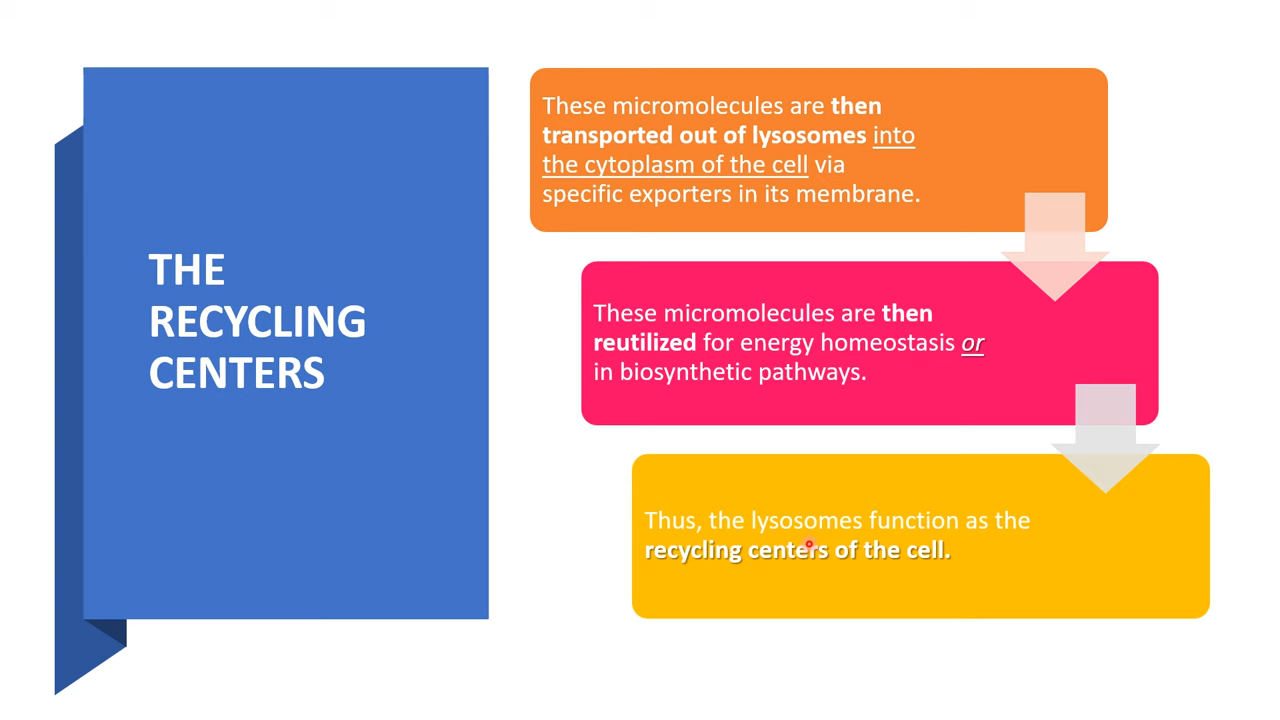 THE
RECYCLING
CENTERS
These micromolecules are then
transported out of lysosomes into
the cytoplasm of the cell via
specific exporters in its membrane.
These micromolecules are then
reutilized for energy homeostasis or
in biosynthetic pathways.
Thus, the lysosomes function as the
recycling centers of the cell.